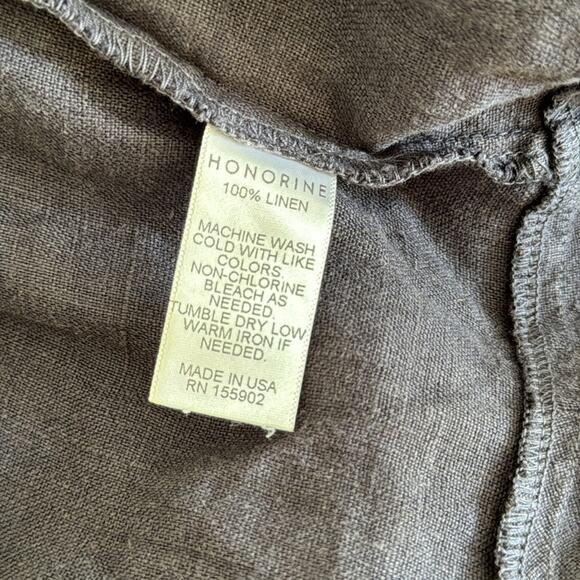 HONORINE
100% LINEN
MACHINE WASH
COLD WITH LIKE
COLORS.
NON-CHLORINE
BLEACH AS
NEEDED.
TUMBLE DRY LOW
WARM IRON IF
NEEDED.
MADE IN USA
RN 155902